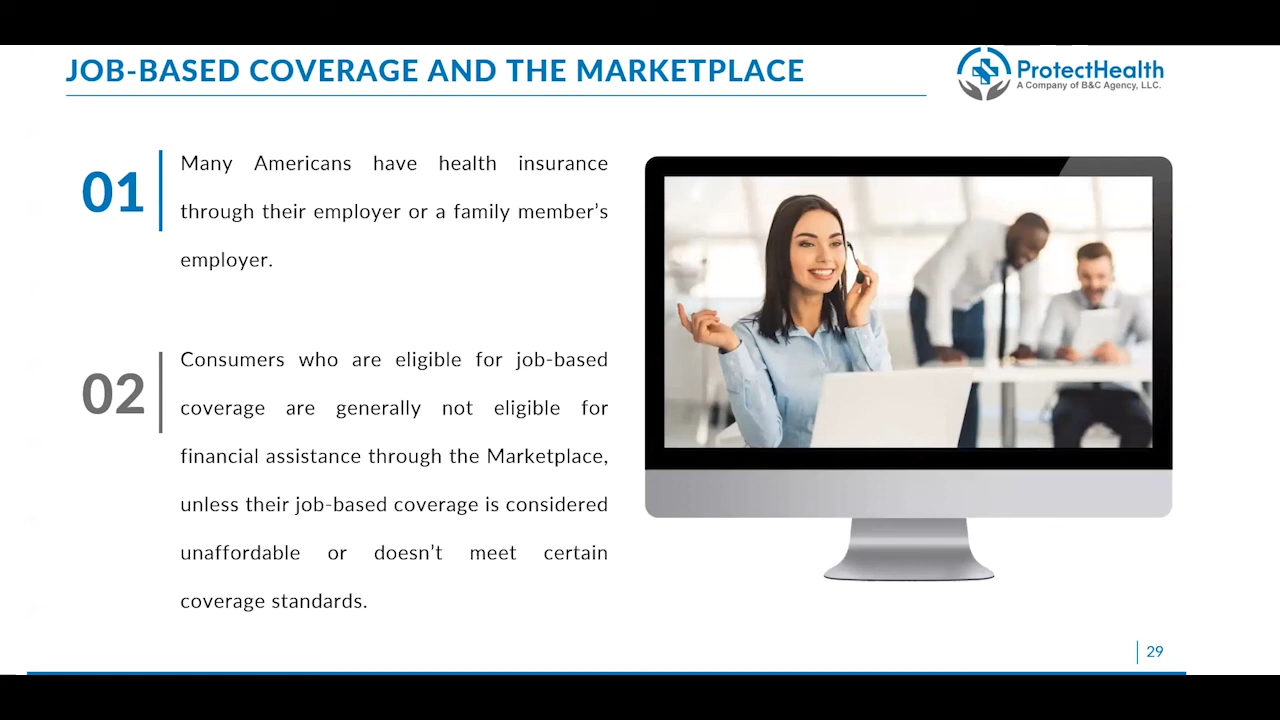 JOB-BASED COVERAGE AND THE MARKETPLACE
ProtectHealth
A Company of B&C Agency, LLC.
01
Many Americans have health insurance
through their employer or a family member’s
employer.
02
Consumers who are eligible for job-based
coverage are generally not eligible for
financial assistance through the Marketplace,
unless their job-based coverage is considered
unaffordable or doesn’t meet certain
coverage standards.
29